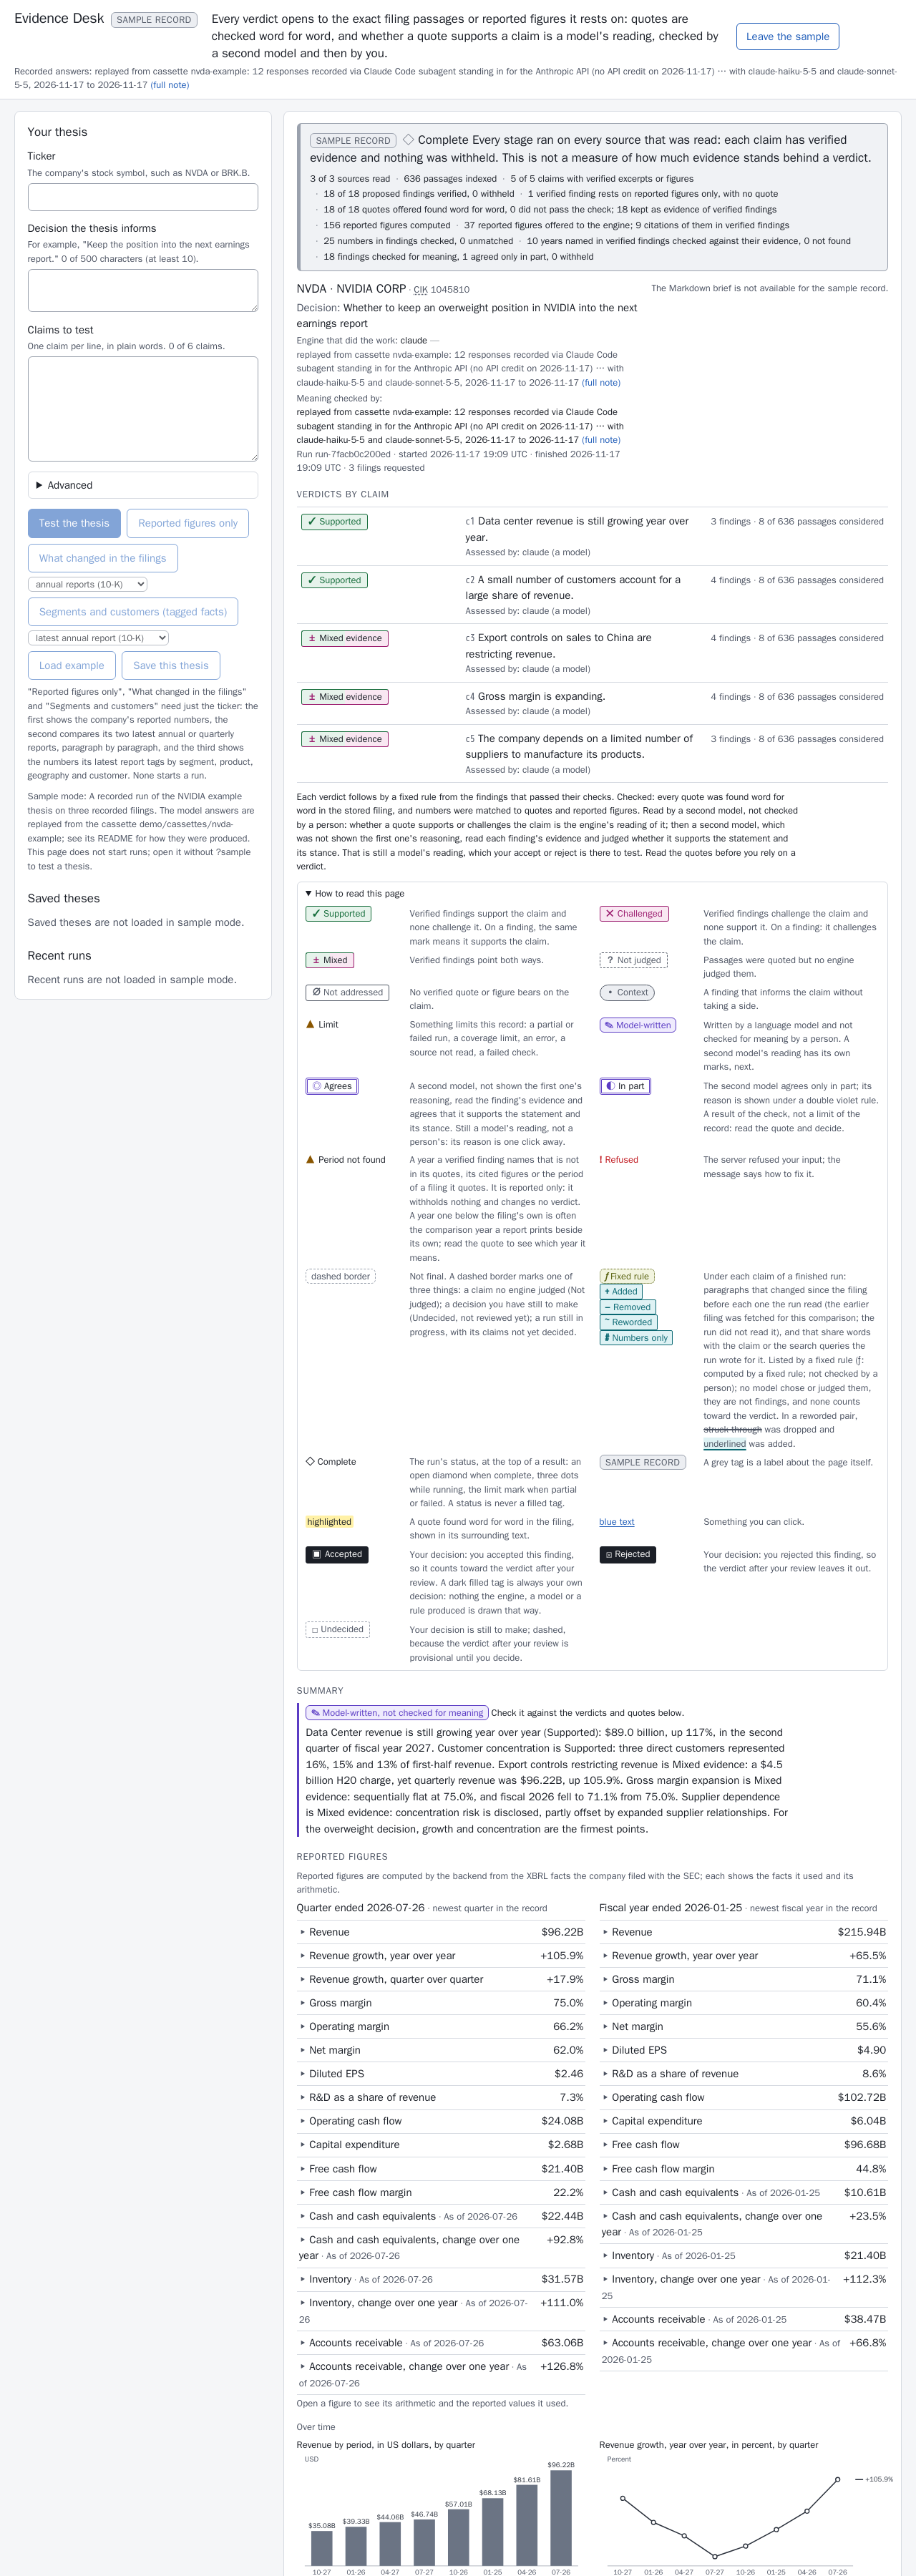 Evidence Desk SAMPLE RECORD
Every verdict opens to the exact filing passages or reported figures it rests on: quotes are
checked word for word, and whether a quote supports a claim is a model's reading, checked by
a second model and then by you.
Leave the sample
Recorded answers: replayed from cassette nvda-example: 12 responses recorded via Claude Code subagent standing in for the Anthropic API (no API credit on 2026-11-17) ··· with claude-haiku-5-5 and claude-sonnet-
5-5, 2026-11-17 to 2026-11-17 (full note)
Your thesis
Ticker
The company's stock symbol, such as NVDA or BRK.B.
Decision the thesis informs
For example, "Keep the position into the next earnings
report." 0 of 500 characters (at least 10).
Claims to test
One claim per line, in plain words. 0 of 6 claims.
▶ Advanced
Test the thesis
Reported figures only
What changed in the filings
annual reports (10-K)
Segments and customers (tagged facts)
latest annual report (10-K)
Load example
Save this thesis
"Reported figures only", "What changed in the filings"
and "Segments and customers" need just the ticker: the
first shows the company's reported numbers, the
second compares its two latest annual or quarterly
reports, paragraph by paragraph, and the third shows
the numbers its latest report tags by segment, product,
geography and customer. None starts a run.
Sample mode: A recorded run of the NVIDIA example
thesis on three recorded filings. The model answers are
replayed from the cassette demo/cassettes/nvda-
example; see its README for how they were produced.
This page does not start runs; open it without ?sample
to test a thesis.
Saved theses
Saved theses are not loaded in sample mode.
Recent runs
Recent runs are not loaded in sample mode.
SAMPLE RECORD ◇ Complete Every stage ran on every source that was read: each claim has verified
evidence and nothing was withheld. This is not a measure of how much evidence stands behind a verdict.
3 of 3 sources read · 636 passages indexed · 5 of 5 claims with verified excerpts or figures
· 18 of 18 proposed findings verified, 0 withheld · 1 verified finding rests on reported figures only, with no quote
· 18 of 18 quotes offered found word for word, 0 did not pass the check; 18 kept as evidence of verified findings
· 156 reported figures computed · 37 reported figures offered to the engine; 9 citations of them in verified findings
· 25 numbers in findings checked, 0 unmatched · 10 years named in verified findings checked against their evidence, 0 not found
· 18 findings checked for meaning, 1 agreed only in part, 0 withheld
NVDA · NVIDIA CORP · CIK 1045810
The Markdown brief is not available for the sample record.
Decision: Whether to keep an overweight position in NVIDIA into the next
earnings report
Engine that did the work: claude —
replayed from cassette nvda-example: 12 responses recorded via Claude Code
subagent standing in for the Anthropic API (no API credit on 2026-11-17) ··· with
claude-haiku-5-5 and claude-sonnet-5-5, 2026-11-17 to 2026-11-17 (full note)
Meaning checked by:
replayed from cassette nvda-example: 12 responses recorded via Claude Code
subagent standing in for the Anthropic API (no API credit on 2026-11-17) ··· with
claude-haiku-5-5 and claude-sonnet-5-5, 2026-11-17 to 2026-11-17 (full note)
Run run-7facb0c200ed · started 2026-11-17 19:09 UTC · finished 2026-11-17
19:09 UTC · 3 filings requested
VERDICTS BY CLAIM
✓ Supported
c1 Data center revenue is still growing year over
year.
Assessed by: claude (a model)
3 findings · 8 of 636 passages considered
✓ Supported
c2 A small number of customers account for a
large share of revenue.
Assessed by: claude (a model)
4 findings · 8 of 636 passages considered
± Mixed evidence
c3 Export controls on sales to China are
restricting revenue.
Assessed by: claude (a model)
4 findings · 8 of 636 passages considered
± Mixed evidence
c4 Gross margin is expanding.
Assessed by: claude (a model)
4 findings · 8 of 636 passages considered
± Mixed evidence
c5 The company depends on a limited number of
suppliers to manufacture its products.
Assessed by: claude (a model)
3 findings · 8 of 636 passages considered
Each verdict follows by a fixed rule from the findings that passed their checks. Checked: every quote was found word for
word in the stored filing, and numbers were matched to quotes and reported figures. Read by a second model, not checked
by a person: whether a quote supports or challenges the claim is the engine's reading of it; then a second model, which
was not shown the first one's reasoning, read each finding's evidence and judged whether it supports the statement and
its stance. That is still a model's reading, which your accept or reject is there to test. Read the quotes before you rely on a
verdict.
▼ How to read this page
✓ Supported
Verified findings support the claim and
none challenge it. On a finding, the same
mark means it supports the claim.
✕ Challenged
Verified findings challenge the claim and
none support it. On a finding: it challenges
the claim.
± Mixed
Verified findings point both ways.
? Not judged
Passages were quoted but no engine
judged them.
Ø Not addressed
No verified quote or figure bears on the
claim.
• Context
A finding that informs the claim without
taking a side.
▲ Limit
Something limits this record: a partial or
failed run, a coverage limit, an error, a
source not read, a failed check.
✎ Model-written
Written by a language model and not
checked for meaning by a person. A
second model's reading has its own
marks, next.
◎ Agrees
A second model, not shown the first one's
reasoning, read the finding's evidence and
agrees that it supports the statement and
its stance. Still a model's reading, not a
person's: its reason is one click away.
◐ In part
The second model agrees only in part; its
reason is shown under a double violet rule.
A result of the check, not a limit of the
record: read the quote and decide.
▲ Period not found
A year a verified finding names that is not
in its quotes, its cited figures or the period
of a filing it quotes. It is reported only: it
withholds nothing and changes no verdict.
A year one below the filing's own is often
the comparison year a report prints beside
its own; read the quote to see which year it
means.
! Refused
The server refused your input; the
message says how to fix it.
dashed border
Not final. A dashed border marks one of
three things: a claim no engine judged (Not
judged); a decision you have still to make
(Undecided, not reviewed yet); a run still in
progress, with its claims not yet decided.
ƒ Fixed rule
+ Added
− Removed
~ Reworded
# Numbers only
Under each claim of a finished run:
paragraphs that changed since the filing
before each one the run read (the earlier
filing was fetched for this comparison; the
run did not read it), and that share words
with the claim or the search queries the
run wrote for it. Listed by a fixed rule (ƒ:
computed by a fixed rule; not checked by a
person); no model chose or judged them,
they are not findings, and none counts
toward the verdict. In a reworded pair,
struck through was dropped and
underlined was added.
◇ Complete
The run's status, at the top of a result: an
open diamond when complete, three dots
while running, the limit mark when partial
or failed. A status is never a filled tag.
SAMPLE RECORD
A grey tag is a label about the page itself.
highlighted
A quote found word for word in the filing,
shown in its surrounding text.
blue text
Something you can click.
▣ Accepted
Your decision: you accepted this finding,
so it counts toward the verdict after your
review. A dark filled tag is always your own
decision: nothing the engine, a model or a
rule produced is drawn that way.
☒ Rejected
Your decision: you rejected this finding, so
the verdict after your review leaves it out.
☐ Undecided
Your decision is still to make; dashed,
because the verdict after your review is
provisional until you decide.
SUMMARY
✎ Model-written, not checked for meaning Check it against the verdicts and quotes below.
Data Center revenue is still growing year over year (Supported): $89.0 billion, up 117%, in the second
quarter of fiscal year 2027. Customer concentration is Supported: three direct customers represented
16%, 15% and 13% of first-half revenue. Export controls restricting revenue is Mixed evidence: a $4.5
billion H20 charge, yet quarterly revenue was $96.22B, up 105.9%. Gross margin expansion is Mixed
evidence: sequentially flat at 75.0%, and fiscal 2026 fell to 71.1% from 75.0%. Supplier dependence
is Mixed evidence: concentration risk is disclosed, partly offset by expanded supplier relationships. For
the overweight decision, growth and concentration are the firmest points.
REPORTED FIGURES
Reported figures are computed by the backend from the XBRL facts the company filed with the SEC; each shows the facts it used and its
arithmetic.
Quarter ended 2026-07-26 · newest quarter in the record
▸ Revenue $96.22B
▸ Revenue growth, year over year +105.9%
▸ Revenue growth, quarter over quarter +17.9%
▸ Gross margin 75.0%
▸ Operating margin 66.2%
▸ Net margin 62.0%
▸ Diluted EPS $2.46
▸ R&D as a share of revenue 7.3%
▸ Operating cash flow $24.08B
▸ Capital expenditure $2.68B
▸ Free cash flow $21.40B
▸ Free cash flow margin 22.2%
▸ Cash and cash equivalents · As of 2026-07-26 $22.44B
▸ Cash and cash equivalents, change over one +92.8%
year · As of 2026-07-26
▸ Inventory · As of 2026-07-26 $31.57B
▸ Inventory, change over one year · As of 2026-07- +111.0%
26
▸ Accounts receivable · As of 2026-07-26 $63.06B
▸ Accounts receivable, change over one year · As +126.8%
of 2026-07-26
Fiscal year ended 2026-01-25 · newest fiscal year in the record
▸ Revenue $215.94B
▸ Revenue growth, year over year +65.5%
▸ Gross margin 71.1%
▸ Operating margin 60.4%
▸ Net margin 55.6%
▸ Diluted EPS $4.90
▸ R&D as a share of revenue 8.6%
▸ Operating cash flow $102.72B
▸ Capital expenditure $6.04B
▸ Free cash flow $96.68B
▸ Free cash flow margin 44.8%
▸ Cash and cash equivalents · As of 2026-01-25 $10.61B
▸ Cash and cash equivalents, change over one +23.5%
year · As of 2026-01-25
▸ Inventory · As of 2026-01-25 $21.40B
▸ Inventory, change over one year · As of 2026-01- +112.3%
25
▸ Accounts receivable · As of 2026-01-25 $38.47B
▸ Accounts receivable, change over one year · As of +66.8%
2026-01-25
Open a figure to see its arithmetic and the reported values it used.
Over time
Revenue by period, in US dollars, by quarter
USD
$35.08B $39.33B $44.06B $46.74B $57.01B $68.13B $81.61B $96.22B
10-27 01-26 04-27 07-27 10-26 01-25 04-26 07-26
Revenue growth, year over year, in percent, by quarter
Percent
+105.9%
10-27 01-26 04-27 07-27 10-26 01-25 04-26 07-26